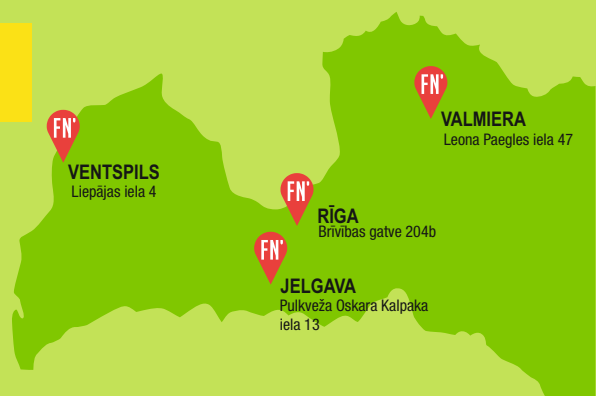 FN'
VALMIERA
Leona Paegles iela 47
FN'
VENTSPILS
Liepājas iela 4
FN'
RĪGA
Brīvības gatve 204b
FN'
JELGAVA
Pulkveža Oskara Kalpaka
iela 13